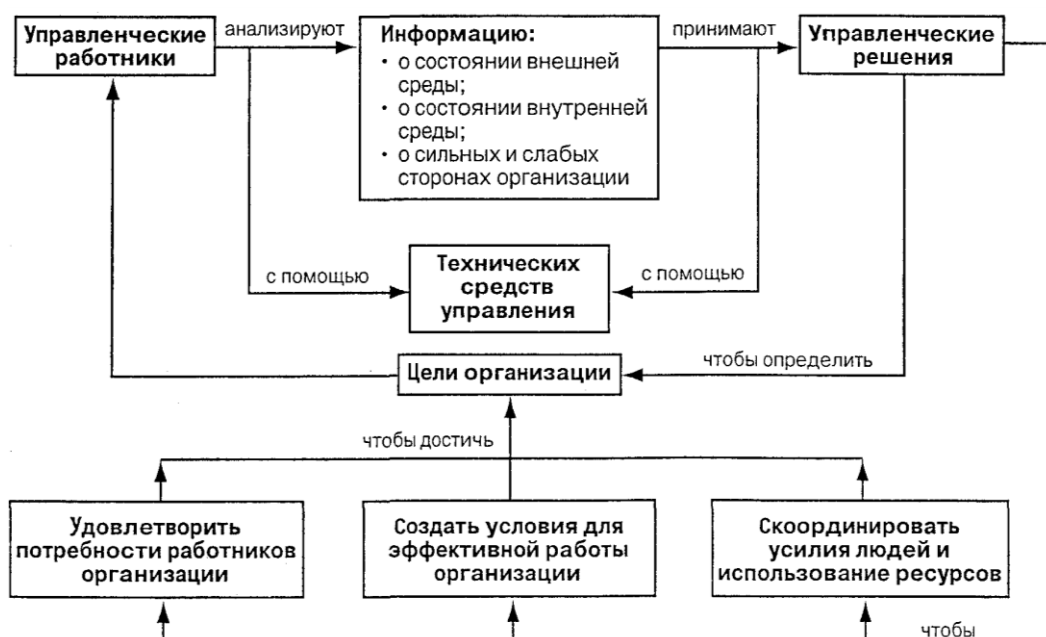 Управленческие
работники
анализируют
Информацию:
• о состоянии внешней
среды;
• о состоянии внутренней
среды;
• о сильных и слабых
сторонах организации
принимают
Управленческие
решения
с помощью
Технических
средств
управления
с помощью
Цели организации
чтобы определить
чтобы достичь
Удовлетворить
потребности работников
организации
Создать условия для
эффективной работы
организации
Скоординировать
усилия людей и
использование ресурсов
чтобы